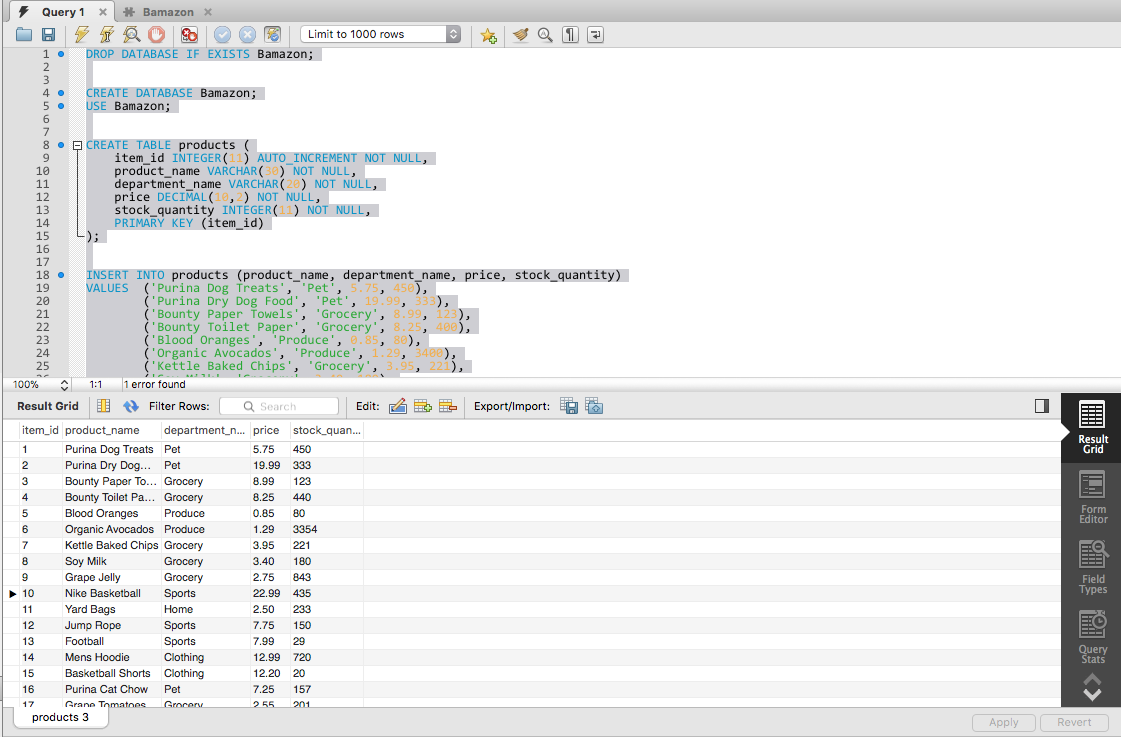 Query 1 Bamazon
Limit to 1000 rows
1 DROP DATABASE IF EXISTS Bamazon;
2
3
4 CREATE DATABASE Bamazon;
5 USE Bamazon;
6
7
8 CREATE TABLE products (
9 item_id INTEGER(11) AUTO_INCREMENT NOT NULL,
10 product_name VARCHAR(30) NOT NULL,
11 department_name VARCHAR(20) NOT NULL,
12 price DECIMAL(10,2) NOT NULL,
13 stock_quantity INTEGER(11) NOT NULL,
14 PRIMARY KEY (item_id)
15 );
16
17
18 INSERT INTO products (product_name, department_name, price, stock_quantity)
19 VALUES ('Purina Dog Treats', 'Pet', 5.75, 450),
20 ('Purina Dry Dog Food', 'Pet', 19.99, 333),
21 ('Bounty Paper Towels', 'Grocery', 8.99, 123),
22 ('Bounty Toilet Paper', 'Grocery', 8.25, 400),
23 ('Blood Oranges', 'Produce', 0.85, 80),
24 ('Organic Avocados', 'Produce', 1.29, 3400),
25 ('Kettle Baked Chips', 'Grocery', 3.95, 221),
100% 1:1 1 error found
Result Grid Filter Rows: Search Edit: Export/Import:
item_id product_name department_n... price stock_quan...
1 Purina Dog Treats Pet 5.75 450
2 Purina Dry Dog... Pet 19.99 333
3 Bounty Paper To... Grocery 8.99 123
4 Bounty Toilet Pa... Grocery 8.25 440
5 Blood Oranges Produce 0.85 80
6 Organic Avocados Produce 1.29 3354
7 Kettle Baked Chips Grocery 3.95 221
8 Soy Milk Grocery 3.40 180
9 Grape Jelly Grocery 2.75 843
10 Nike Basketball Sports 22.99 435
11 Yard Bags Home 2.50 233
12 Jump Rope Sports 7.75 150
13 Football Sports 7.99 29
14 Mens Hoodie Clothing 12.99 720
15 Basketball Shorts Clothing 12.20 20
16 Purina Cat Chow Pet 7.25 157
17 Grape Tomatoes Grocery 2.55 201
Result
Grid
Form
Editor
Field
Types
Query
Stats
products 3
Apply Revert